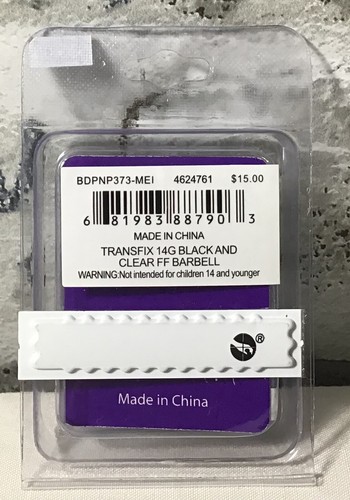 BDPNP373-MEI 4624761 $15.00
6 81983 88790 3
MADE IN CHINA
TRANSFIX 14G BLACK AND
CLEAR FF BARBELL
WARNING:Not intended for children 14 and younger
®
Made in China